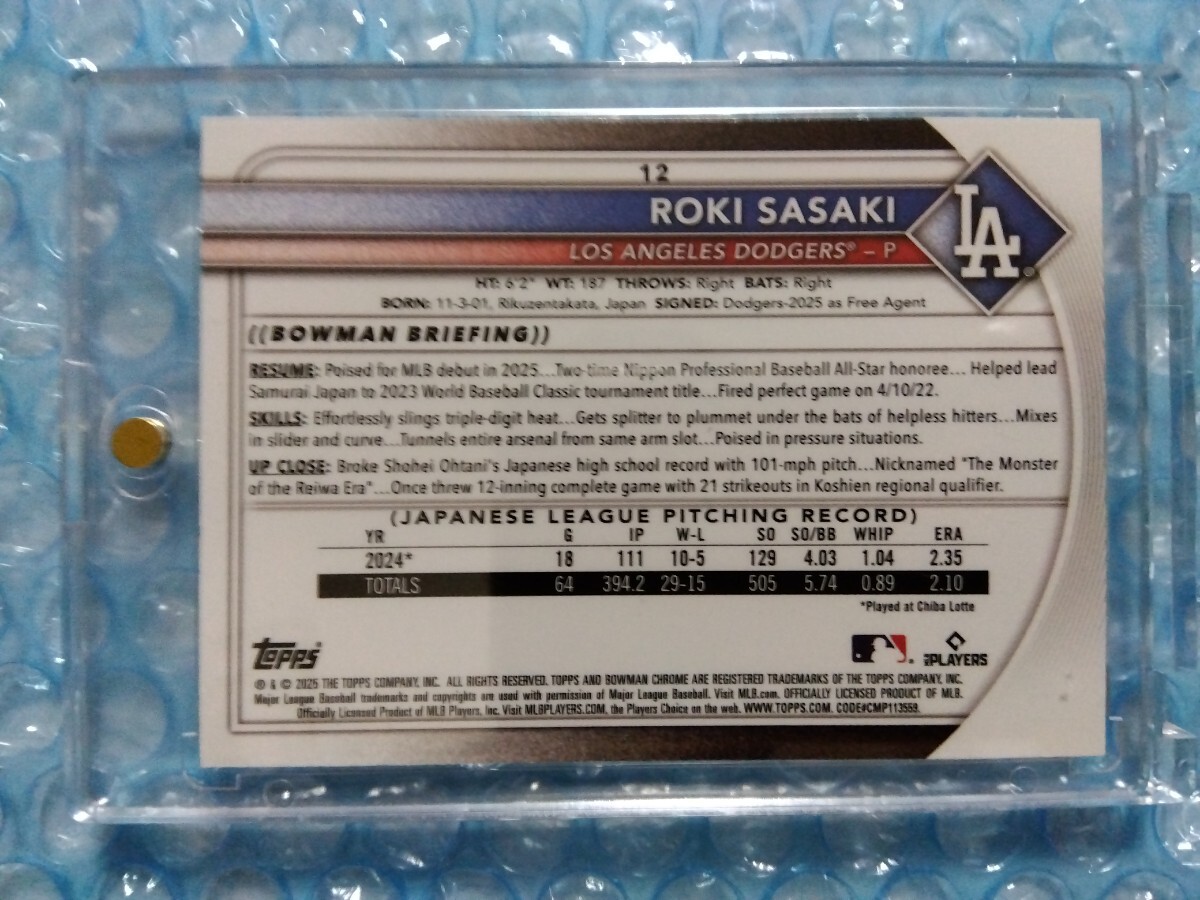 12
ROKI SASAKI
LA
LOS ANGELES DODGERS® – P
HT: 6'2" WT: 187 THROWS: Right BATS: Right
BORN: 11-3-01, Rikuzentakata, Japan SIGNED: Dodgers-2025 as Free Agent
((BOWMAN BRIEFING))
RESUME: Poised for MLB debut in 2025...Two-time Nippon Professional Baseball All-Star honoree... Helped lead
Samurai Japan to 2023 World Baseball Classic tournament title...Fired perfect game on 4/10/22.
SKILLS: Effortlessly slings triple-digit heat...Gets splitter to plummet under the bats of helpless hitters...Mixes
in slider and curve...Tunnels entire arsenal from same arm slot...Poised in pressure situations.
UP CLOSE: Broke Shohei Ohtani's Japanese high school record with 101-mph pitch...Nicknamed "The Monster
of the Reiwa Era"...Once threw 12-inning complete game with 21 strikeouts in Koshien regional qualifier.
(JAPANESE LEAGUE PITCHING RECORD)
YR G IP W-L SO SO/BB WHIP ERA
2024* 18 111 10-5 129 4.03 1.04 2.35
TOTALS 64 394.2 29-15 505 5.74 0.89 2.10
*Played at Chiba Lotte
topps
MLB PLAYERS
® & © 2025 THE TOPPS COMPANY, INC. ALL RIGHTS RESERVED. TOPPS AND BOWMAN CHROME ARE REGISTERED TRADEMARKS OF THE TOPPS COMPANY, INC.
Major League Baseball trademarks and copyrights are used with permission of Major League Baseball. Visit MLB.com. OFFICIALLY LICENSED PRODUCT OF MLB.
Officially Licensed Product of MLB Players, Inc. Visit MLBPLAYERS.COM, the Players Choice on the web. WWW.TOPPS.COM. CODE#CMP113559.